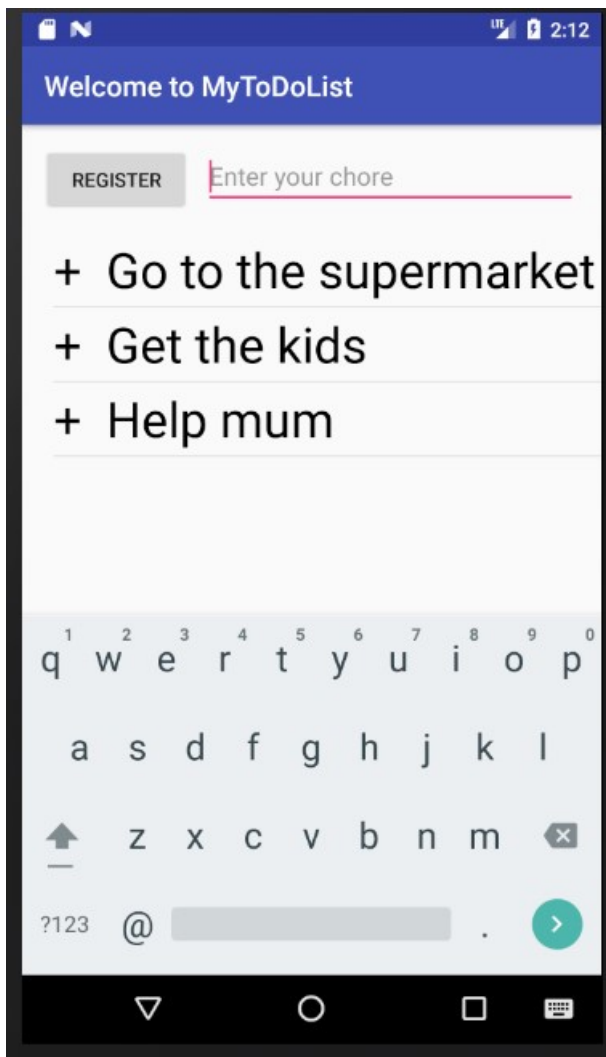 LTE 2:12
Welcome to MyToDoList
REGISTER Enter your chore
+ Go to the supermarket
+ Get the kids
+ Help mum
1 2 3 4 5 6 7 8 9 0
q w e r t y u i o p
a s d f g h j k l
z x c v b n m
?123 @ .